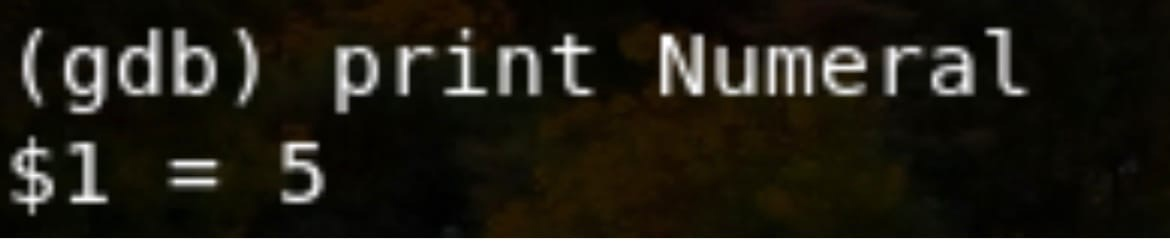 (gdb) print Numeral
$1 = 5